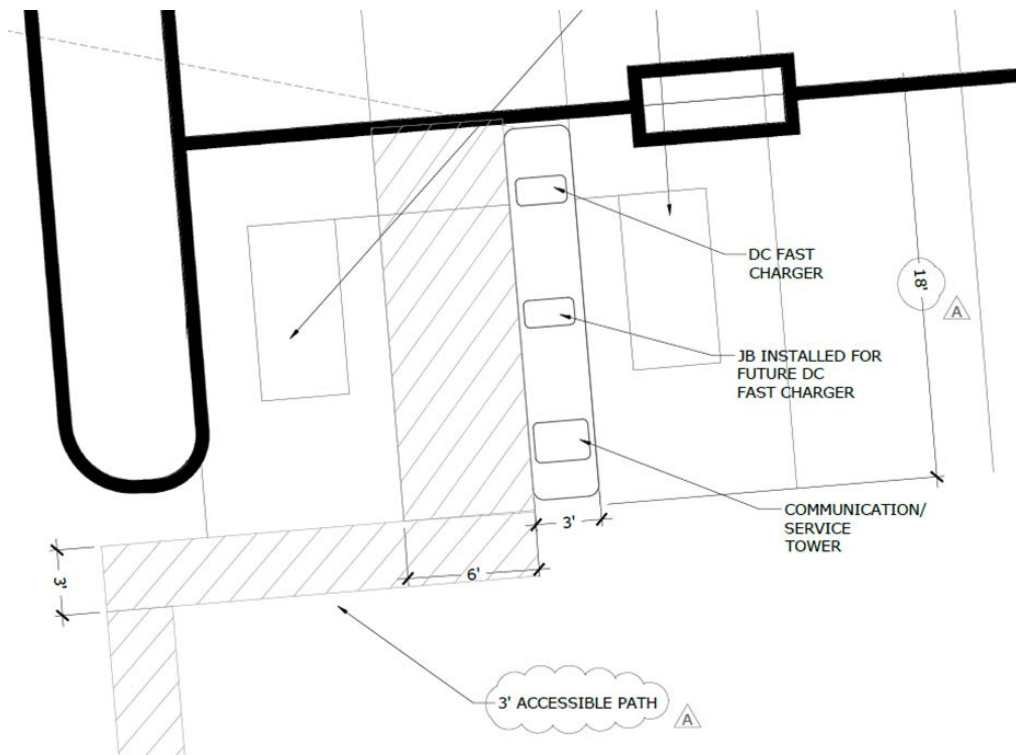 DC FAST
CHARGER
18'
A
JB INSTALLED FOR
FUTURE DC
FAST CHARGER
COMMUNICATION/
SERVICE
TOWER
3'
6'
3'
3' ACCESSIBLE PATH
A